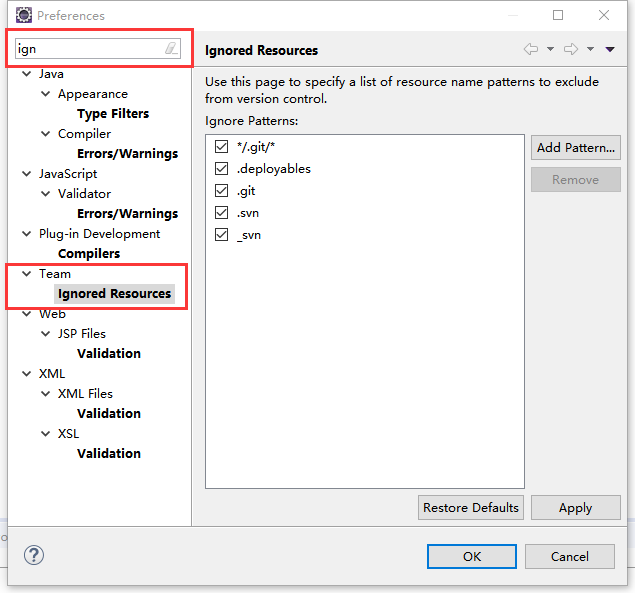 Preferences
ign
Java
Appearance
Type Filters
Compiler
Errors/Warnings
JavaScript
Validator
Errors/Warnings
Plug-in Development
Compilers
Team
Ignored Resources
Web
JSP Files
Validation
XML
XML Files
Validation
XSL
Validation
Ignored Resources
Use this page to specify a list of resource name patterns to exclude
from version control.
Ignore Patterns:
*/.git/*
.deployables
.git
.svn
_svn
Add Pattern...
Remove
Restore Defaults
Apply
?
OK
Cancel